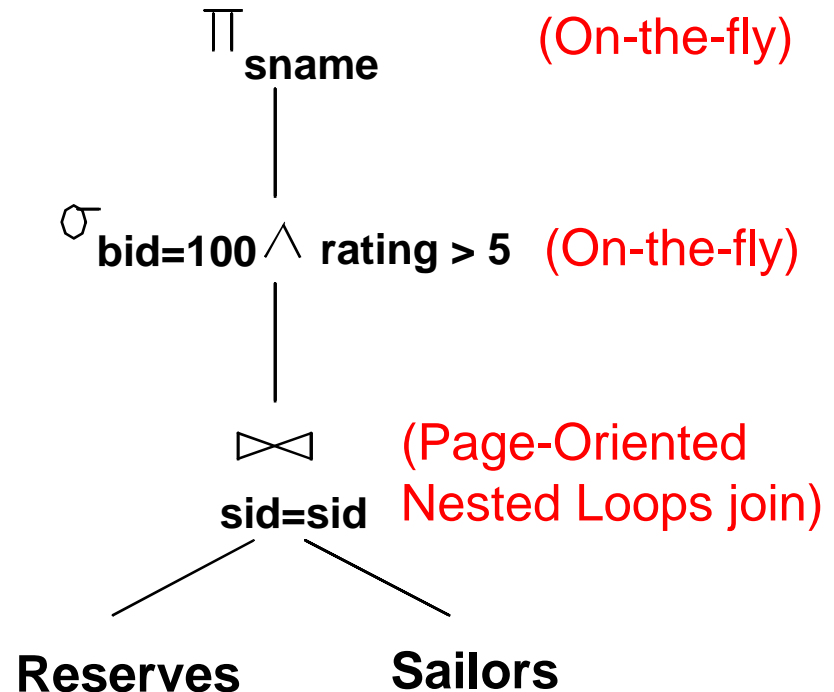 π sname (On-the-fly)
σ bid=100 ∧ rating > 5 (On-the-fly)
⋈ (Page-Oriented
sid=sid Nested Loops join)
Reserves Sailors